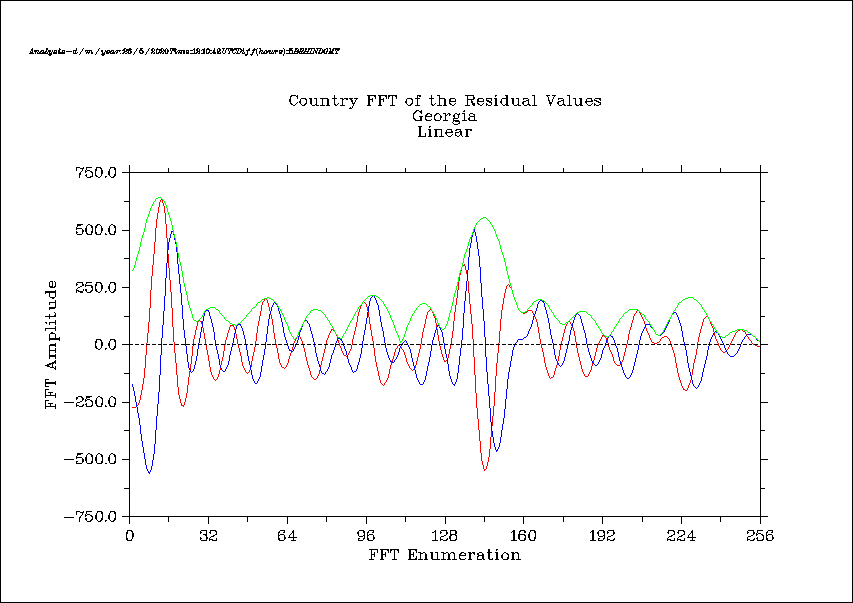 Country FFT of the Residual Values
Georgia
Linear
750.0
500.0
250.0
0.0
−250.0
−500.0
−750.0
FFT Amplitude
0 32 64 96 128 160 192 224 256
FFT Enumeration